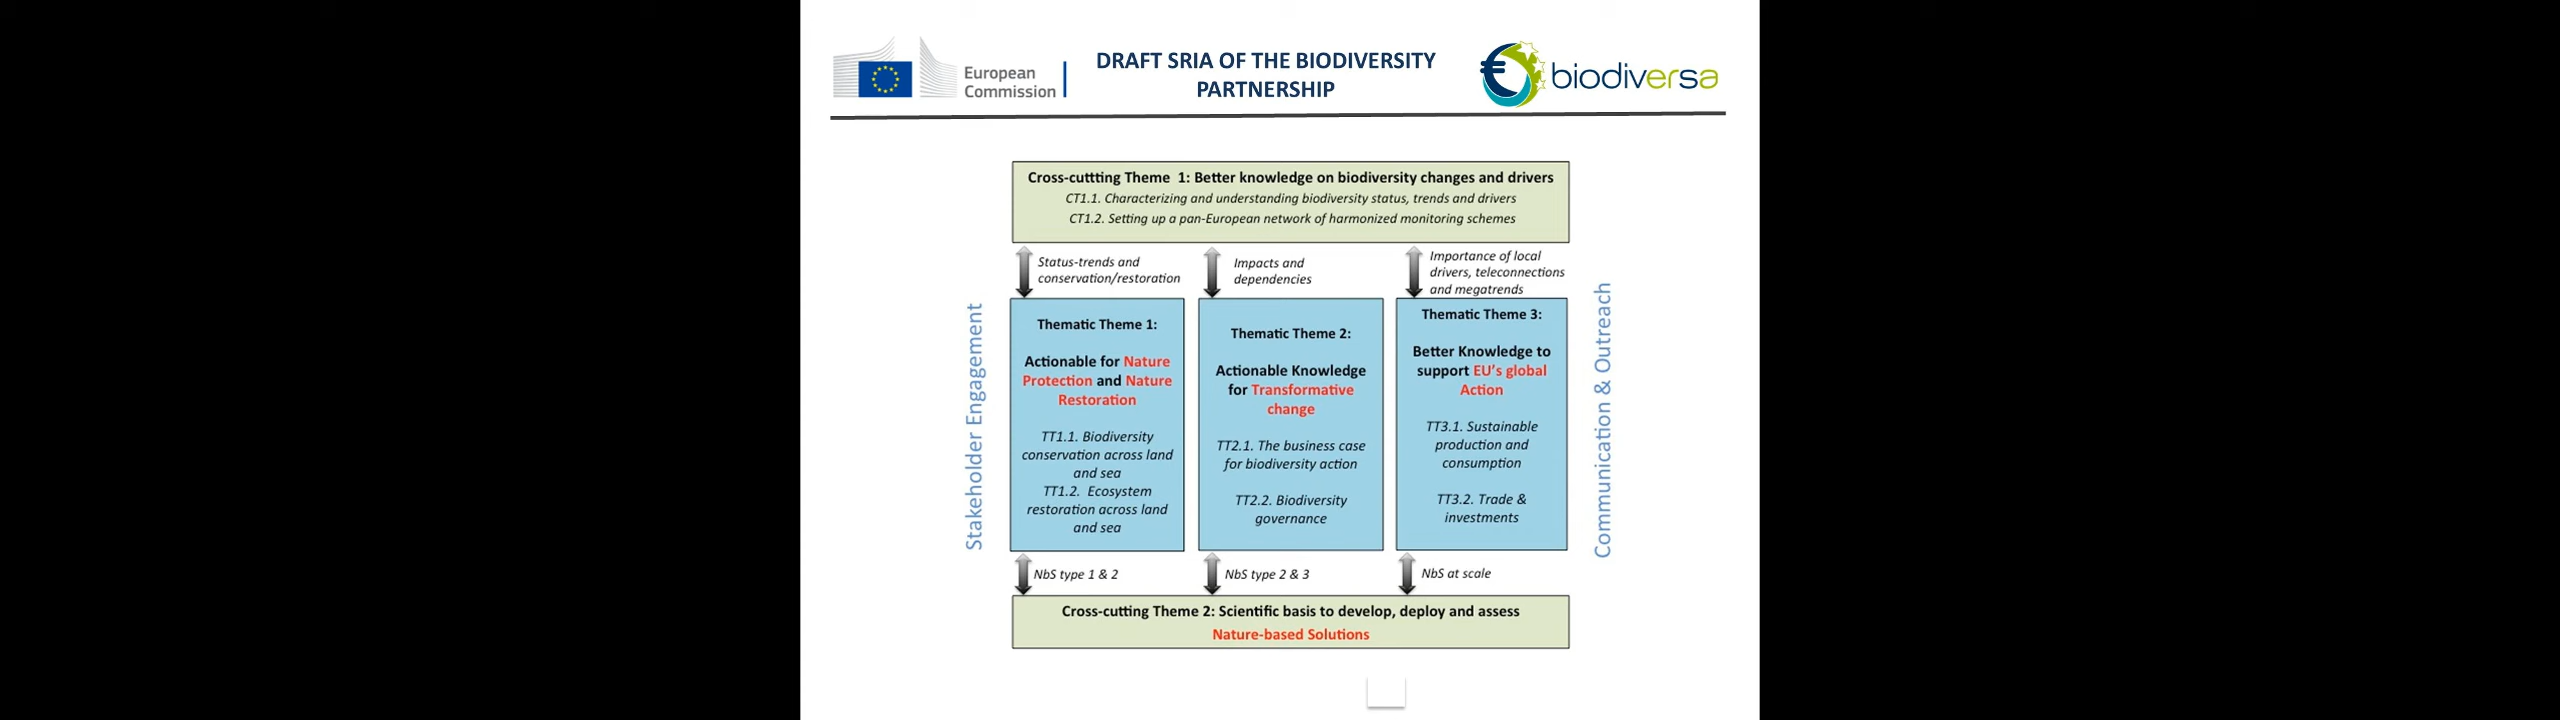 European
Commission
DRAFT SRIA OF THE BIODIVERSITY
PARTNERSHIP
biodiversa
Cross-cuttting Theme 1: Better knowledge on biodiversity changes and drivers
CT1.1. Characterizing and understanding biodiversity status, trends and drivers
CT1.2. Setting up a pan-European network of harmonized monitoring schemes
Status-trends and
conservation/restoration
Impacts and
dependencies
Importance of local
drivers, teleconnections
and megatrends
Stakeholder Engagement
Thematic Theme 1:
Actionable for Nature
Protection and Nature
Restoration
TT1.1. Biodiversity
conservation across land
and sea
TT1.2. Ecosystem
restoration across land
and sea
Thematic Theme 2:
Actionable Knowledge
for Transformative
change
TT2.1. The business case
for biodiversity action
TT2.2. Biodiversity
governance
Thematic Theme 3:
Better Knowledge to
support EU's global
Action
TT3.1. Sustainable
production and
consumption
TT3.2. Trade &
investments
Communication & Outreach
NbS type 1 & 2
NbS type 2 & 3
NbS at scale
Cross-cutting Theme 2: Scientific basis to develop, deploy and assess
Nature-based Solutions